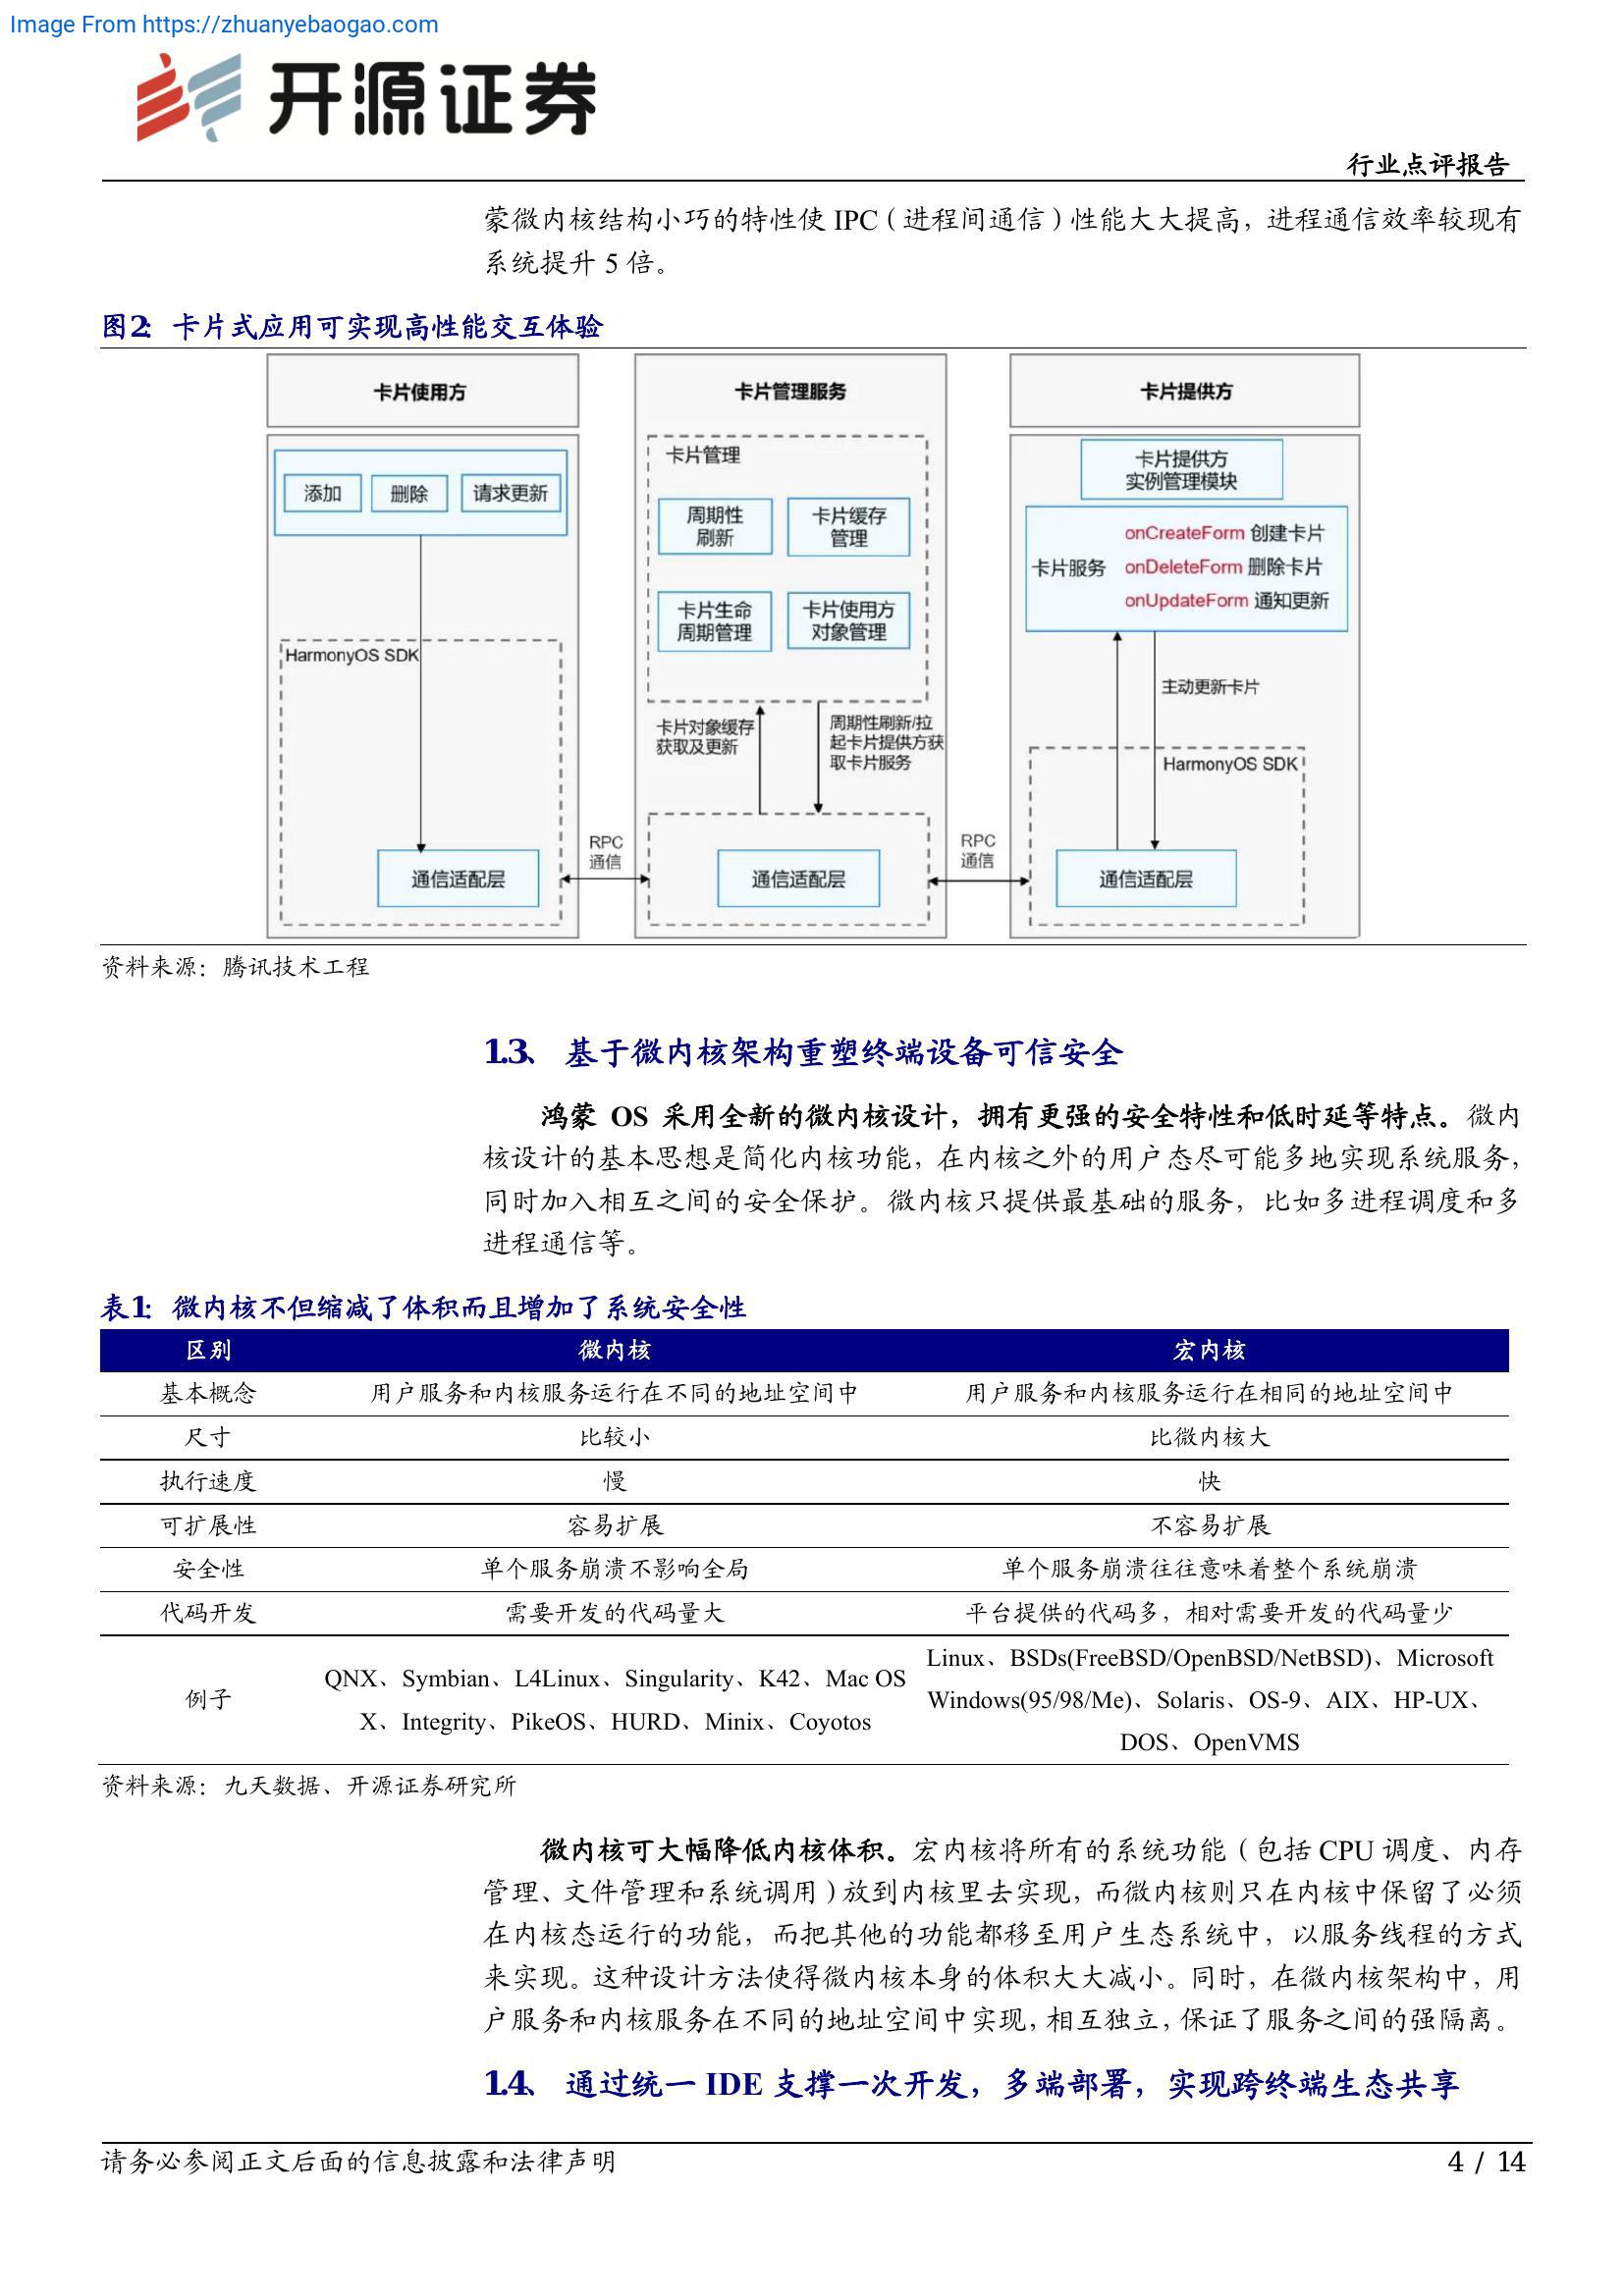 Image From https://zhuanyebaogao.com
开源证券
行业点评报告
蒙微内核结构小巧的特性使 IPC（进程间通信）性能大大提高，进程通信效率较现有
系统提升 5 倍。
图2： 卡片式应用可实现高性能交互体验
卡片使用方
添加 删除 请求更新
HarmonyOS SDK
通信适配层
RPC
通信
卡片管理服务
卡片管理
周期性
刷新
卡片缓存
管理
卡片生命
周期管理
卡片使用方
对象管理
卡片对象缓存
获取及更新
周期性刷新/拉
起卡片提供方获
取卡片服务
通信适配层
RPC
通信
卡片提供方
卡片提供方
实例管理模块
卡片服务
onCreateForm 创建卡片
onDeleteForm 删除卡片
onUpdateForm 通知更新
主动更新卡片
HarmonyOS SDK
通信适配层
资料来源：腾讯技术工程
1.3、 基于微内核架构重塑终端设备可信安全
鸿蒙 OS 采用全新的微内核设计，拥有更强的安全特性和低时延等特点。微内
核设计的基本思想是简化内核功能，在内核之外的用户态尽可能多地实现系统服务，
同时加入相互之间的安全保护。微内核只提供最基础的服务，比如多进程调度和多
进程通信等。
表1： 微内核不但缩减了体积而且增加了系统安全性
区别 微内核 宏内核
基本概念 用户服务和内核服务运行在不同的地址空间中 用户服务和内核服务运行在相同的地址空间中
尺寸 比较小 比微内核大
执行速度 慢 快
可扩展性 容易扩展 不容易扩展
安全性 单个服务崩溃不影响全局 单个服务崩溃往往意味着整个系统崩溃
代码开发 需要开发的代码量大 平台提供的代码多，相对需要开发的代码量少
例子
QNX、Symbian、L4Linux、Singularity、K42、Mac OS
X、Integrity、PikeOS、HURD、Minix、Coyotos
Linux、BSDs(FreeBSD/OpenBSD/NetBSD)、Microsoft
Windows(95/98/Me)、Solaris、OS-9、AIX、HP-UX、
DOS、OpenVMS
资料来源：九天数据、开源证券研究所
微内核可大幅降低内核体积。宏内核将所有的系统功能（包括 CPU 调度、内存
管理、文件管理和系统调用）放到内核里去实现，而微内核则只在内核中保留了必须
在内核态运行的功能，而把其他的功能都移至用户生态系统中，以服务线程的方式
来实现。这种设计方法使得微内核本身的体积大大减小。同时，在微内核架构中，用
户服务和内核服务在不同的地址空间中实现，相互独立，保证了服务之间的强隔离。
1.4、 通过统一 IDE 支撑一次开发，多端部署，实现跨终端生态共享
请务必参阅正文后面的信息披露和法律声明
4 / 14